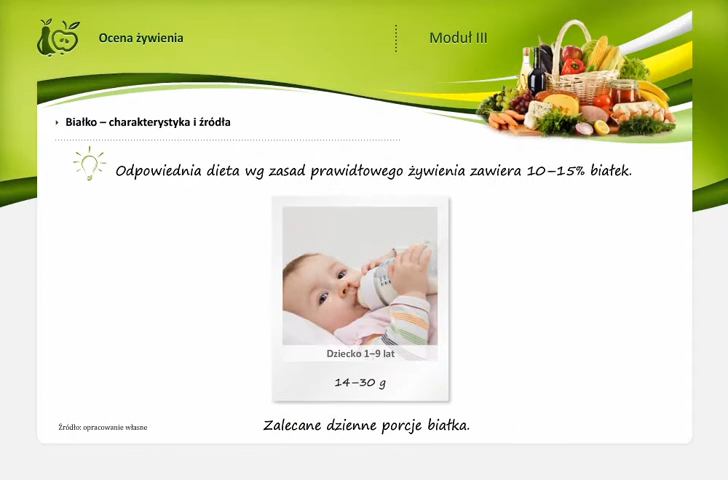 Ocena żywienia
Moduł III
Białko – charakterystyka i źródła
Odpowiednia dieta wg zasad prawidłowego żywienia zawiera 10–15% białek.
Dziecko 1–9 lat
14–30 g
Zalecane dzienne porcje białka.
Źródło: opracowanie własne